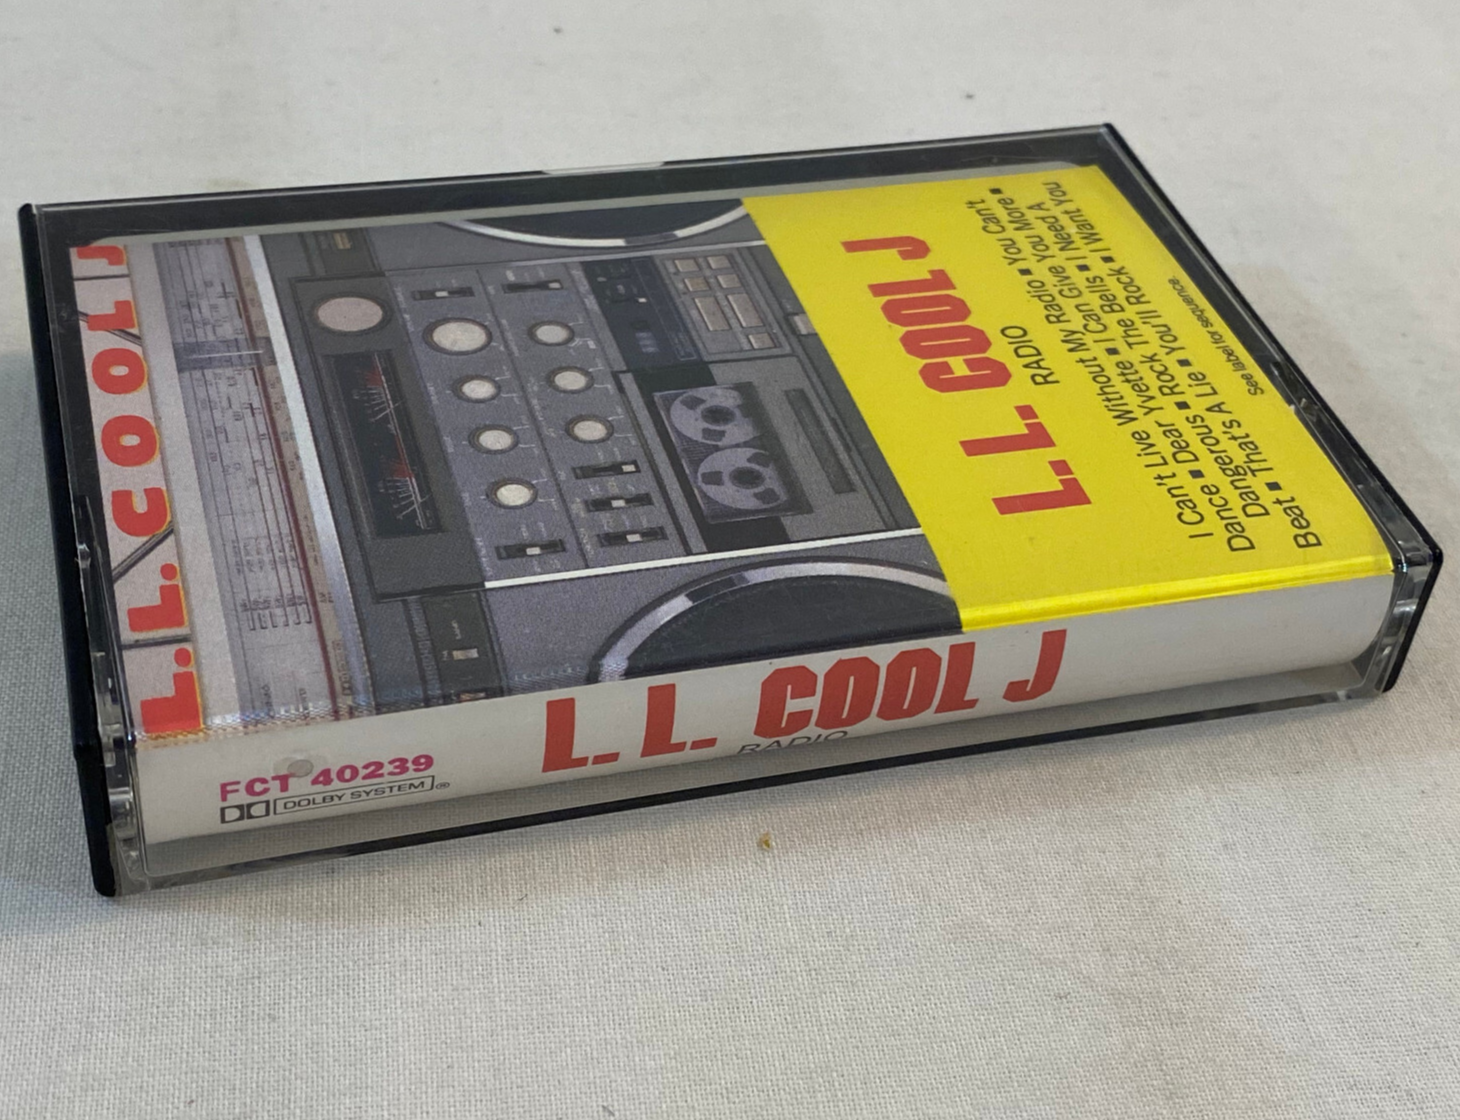 L.L. COOL J
L.L. COOL J
RADIO
I Can't Live Without My Radio ▪ You Can't
Dance ▪ Dear Yvette ▪ I Can Give You More ▪
Dangerous ▪ Rock The Bells ▪ I Need A
Beat ▪ That's A Lie ▪ You'll Rock ▪ I Want You
See label for sequence.
L.L. COOL J
RADIO
FCT 40239
DOLBY SYSTEM ®